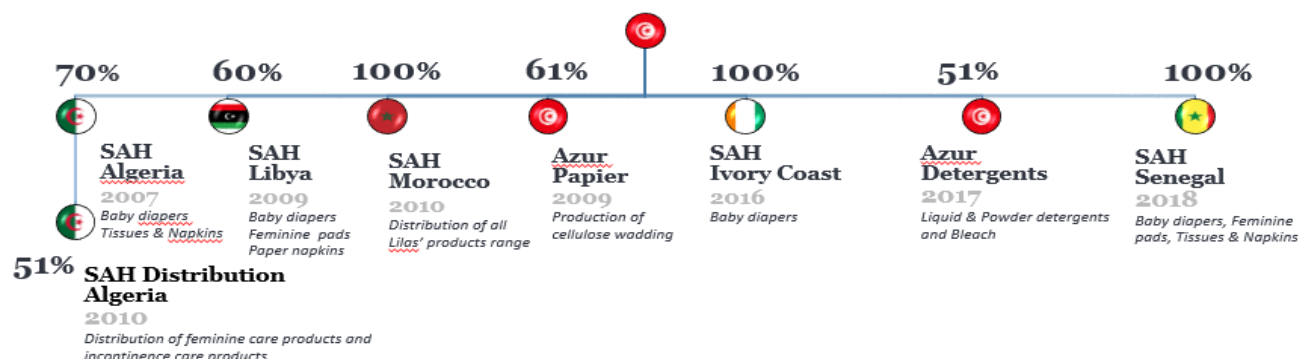 70%
60%
100%
61%
100%
51%
100%
SAH
Algeria
2007
Baby diapers
Tissues & Napkins
SAH
Libya
2009
Baby diapers
Feminine pads
Paper napkins
SAH
Morocco
2010
Distribution of all
Lilas’ products range
Azur
Papier
2009
Production of
cellulose wadding
SAH
Ivory Coast
2016
Baby diapers
Azur
Detergents
2017
Liquid & Powder detergents
and Bleach
SAH
Senegal
2018
Baby diapers, Feminine
pads, Tissues & Napkins
51%
SAH Distribution
Algeria
2010
Distribution of feminine care products and
incontinence care products